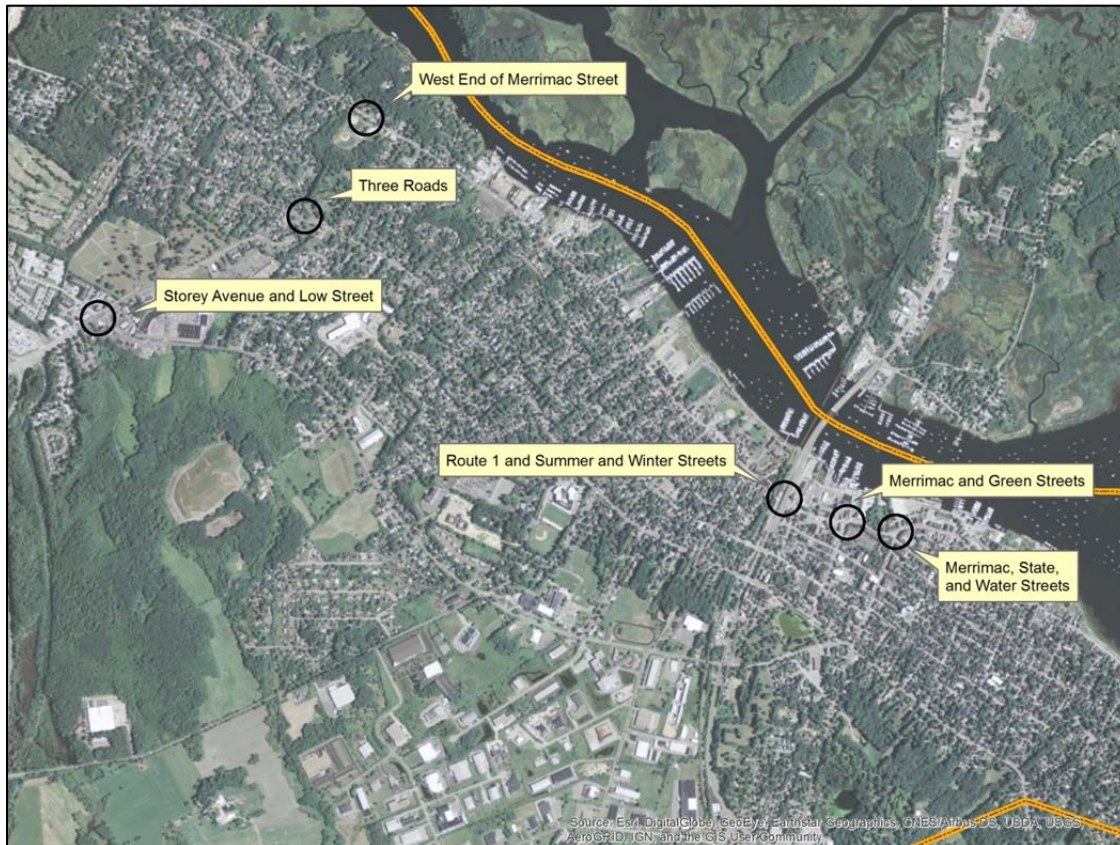 West End of Merrimac Street
Three Roads
Storey Avenue and Low Street
Route 1 and Summer and Winter Streets
Merrimac and Green Streets
Merrimac, State,
and Water Streets
Source: Esri, DigitalGlobe, GeoEye, Earthstar Geographics, CNES/Airbus DS, USDA, USGS,
AeroGRID, IGN, and the GIS User Community